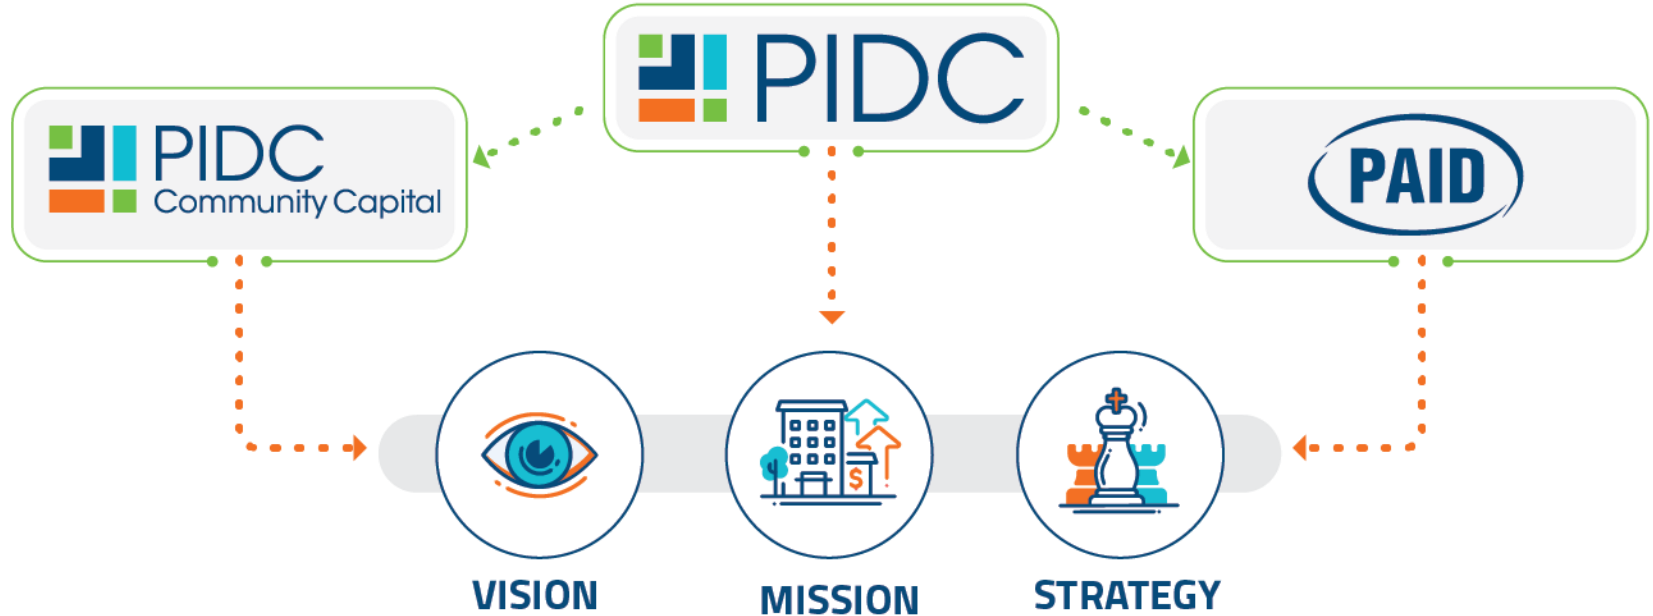 PIDC
PIDC
Community Capital
PAID
$
VISION
MISSION
STRATEGY